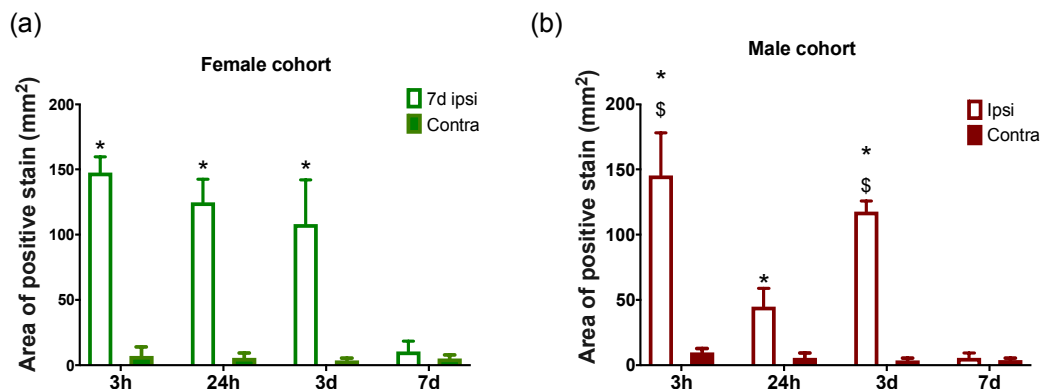 (a)
Female cohort
7d ipsi
Contra
Area of positive stain (mm²)
200
150
100
50
0
*
*
*
3h
24h
3d
7d
(b)
Male cohort
Ipsi
Contra
Area of positive stain (mm²)
200
150
100
50
0
*
$
*
*
$
3h
24h
3d
7d